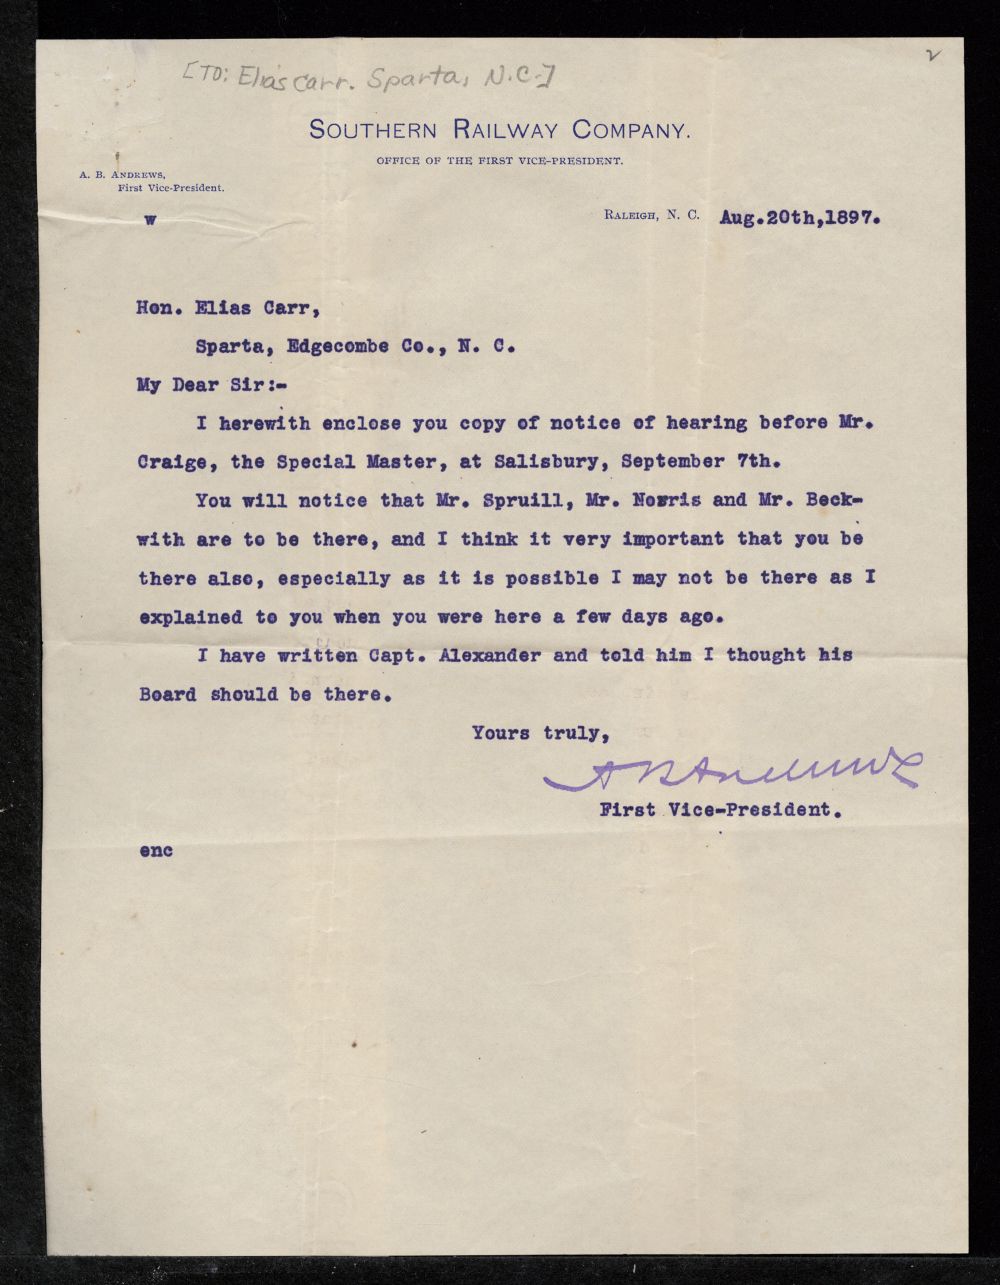 [TO: Elias Carr. Sparta, N.C.]
2
SOUTHERN RAILWAY COMPANY.
OFFICE OF THE FIRST VICE-PRESIDENT.
A. B. ANDREWS,
First Vice-President.
W
RALEIGH, N. C. Aug.20th,1897.
Hon. Elias Carr,
Sparta, Edgecombe Co., N. C.
My Dear Sir:-
I herewith enclose you copy of notice of hearing before Mr.
Craige, the Special Master, at Salisbury, September 7th.
You will notice that Mr. Spruill, Mr. Norris and Mr. Beck-
with are to be there, and I think it very important that you be
there also, especially as it is possible I may not be there as I
explained to you when you were here a few days ago.
I have written Capt. Alexander and told him I thought his
Board should be there.
Yours truly,
A B Andrews
First Vice-President.
enc